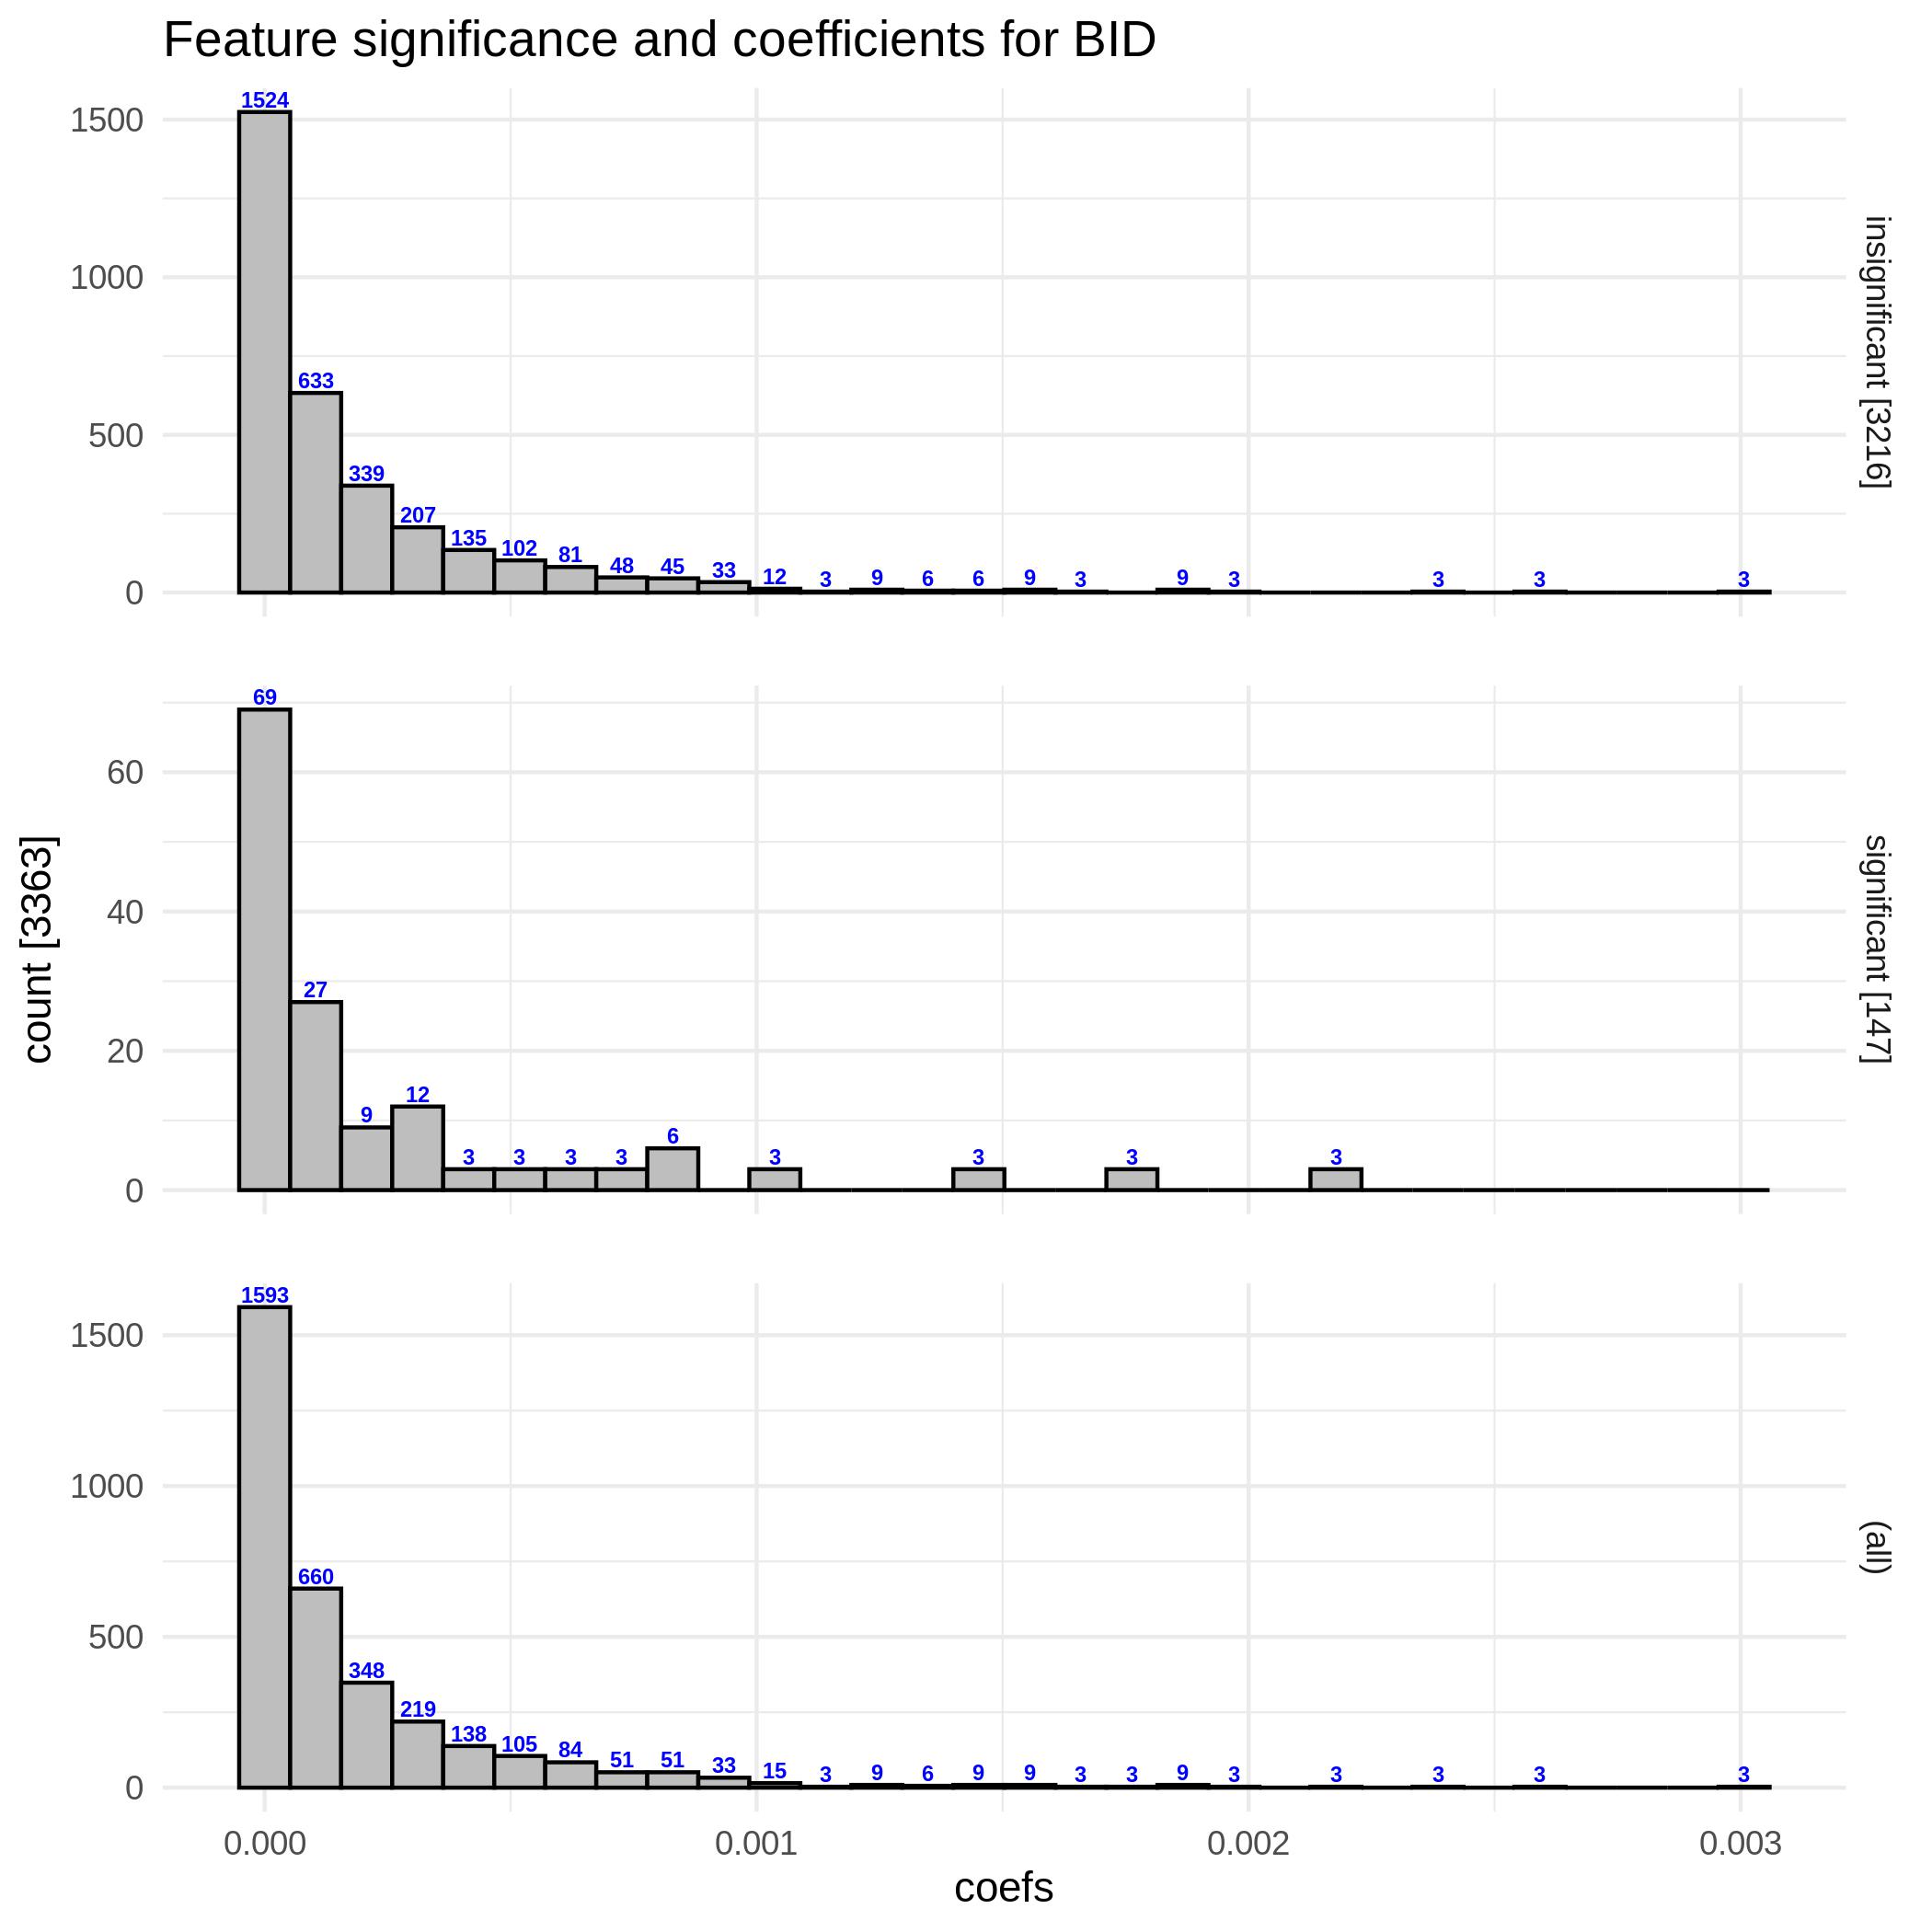 Feature significance and coefficients for BID
1524
1500
1000
633
500
339
207
135 102 81 48 45 33 12 3 9 6 6 9 3 9 3 3 3 3
0
insignificant [3216]
69
60
40
27
20
9 12 3 3 3 3 6 3 3 3 3
0
significant [147]
count [3363]
1593
1500
1000
660
500
348
219
138 105 84 51 51 33 15 3 9 6 9 9 3 3 9 3 3 3 3 3
0
(all)
0.000 0.001 0.002 0.003
coefs